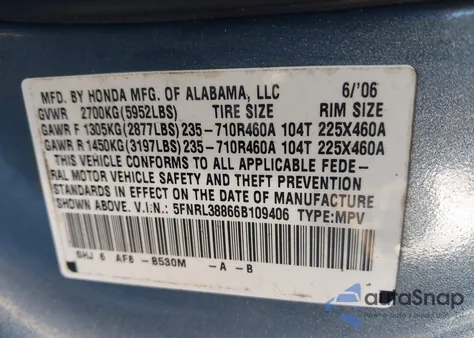 MFD. BY HONDA MFG. OF ALABAMA, LLC 6/'06
GVWR 2700KG(5952LBS) TIRE SIZE RIM SIZE
GAWR F 1305KG(2877LBS)235-710R460A 104T 225X460A
GAWR R 1450KG(3197LBS)235-710R460A 104T 225X460A
THIS VEHICLE CONFORMS TO ALL APPLICABLE FEDE-
RAL MOTOR VEHICLE SAFETY AND THEFT PREVENTION
STANDARDS IN EFFECT ON THE DATE OF MANUFACTURE
SHOWN ABOVE. V.I.N.: 5FNRL38866B109406 TYPE:MPV
SHJ 6 AF8 -B530M -A -B
autoSnap